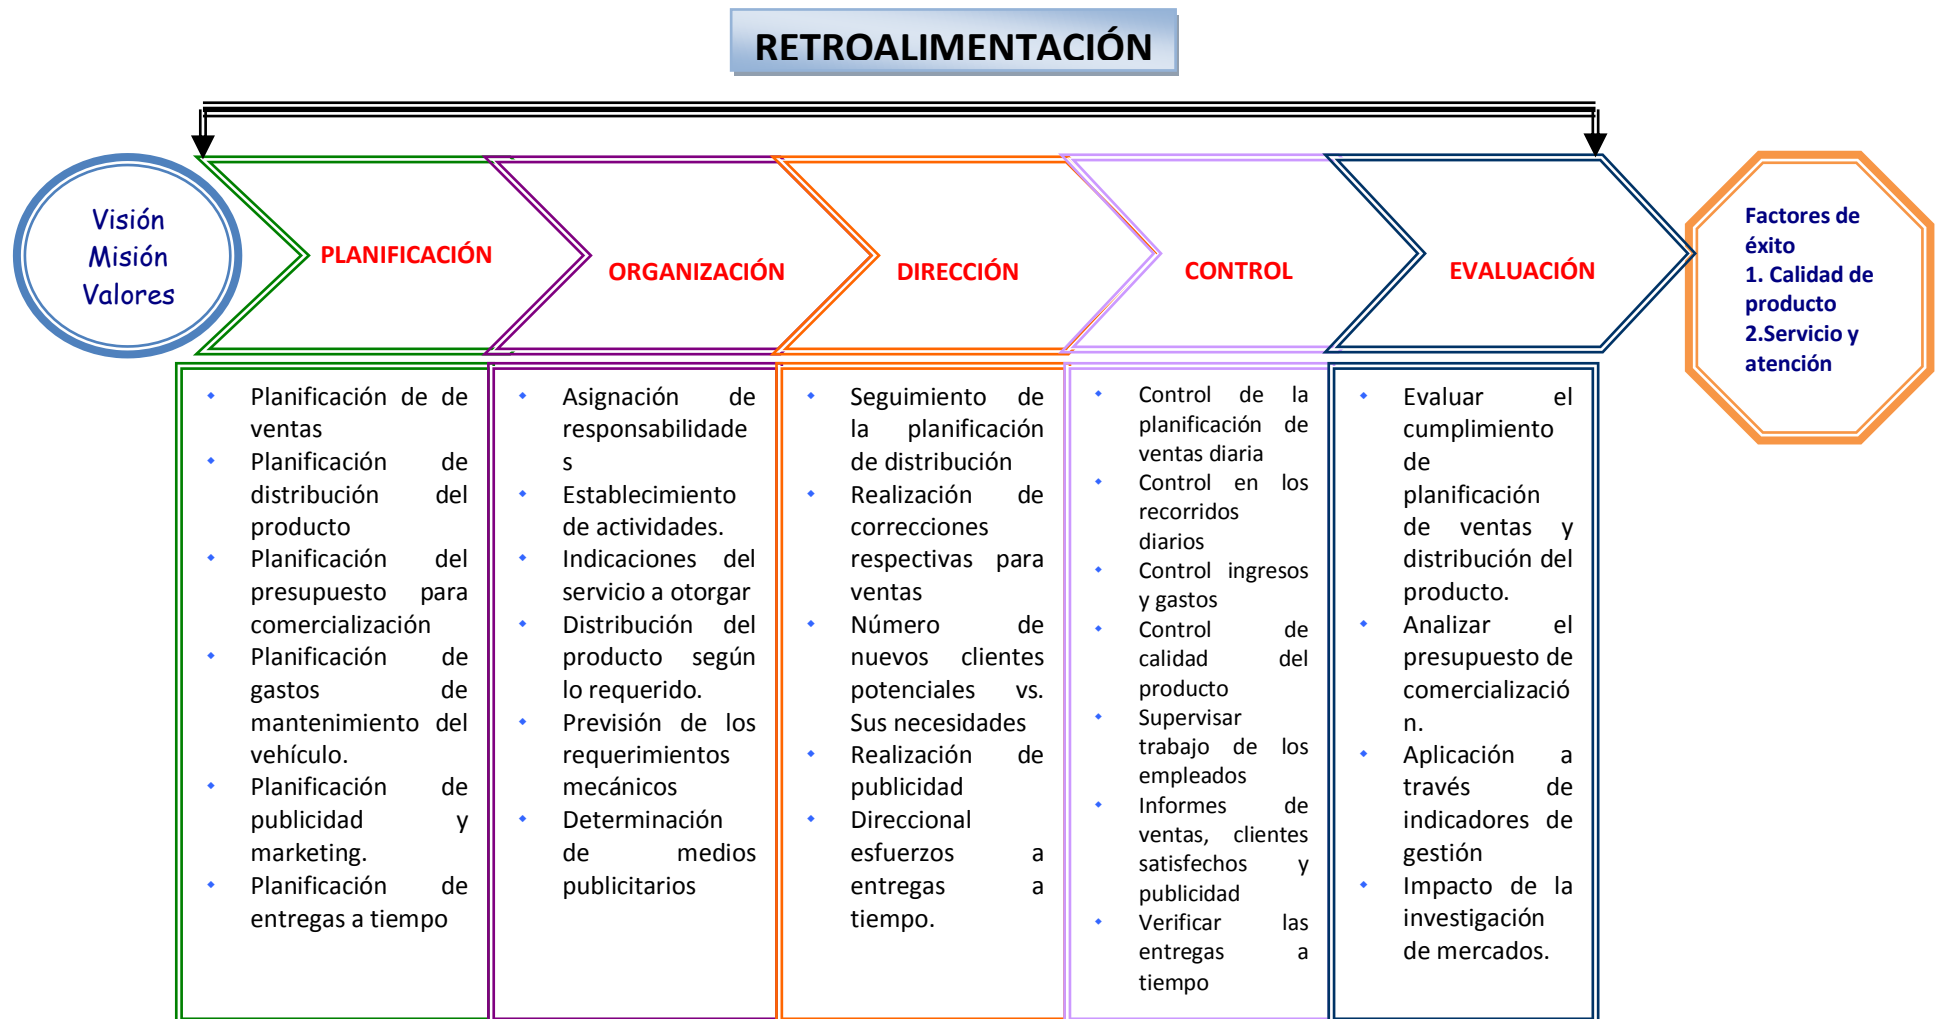 RETROALIMENTACIÓN
Visión
Misión
Valores
PLANIFICACIÓN
ORGANIZACIÓN
DIRECCIÓN
CONTROL
EVALUACIÓN
Factores de
éxito
1. Calidad de
producto
2.Servicio y
atención
Planificación de de
ventas
Planificación de
distribución del
producto
Planificación del
presupuesto para
comercialización
Planificación de
gastos de
mantenimiento del
vehículo.
Planificación de
publicidad y
marketing.
Planificación de
entregas a tiempo
Asignación de
responsabilidade
s
Establecimiento
de actividades.
Indicaciones del
servicio a otorgar
Distribución del
producto según
lo requerido.
Previsión de los
requerimientos
mecánicos
Determinación
de medios
publicitarios
Seguimiento de
la planificación
de distribución
Realización de
correcciones
respectivas para
ventas
Número de
nuevos clientes
potenciales vs.
Sus necesidades
Realización de
publicidad
Direccional
esfuerzos a
entregas a
tiempo.
Control de la
planificación de
ventas diaria
Control en los
recorridos
diarios
Control ingresos
y gastos
Control de
calidad del
producto
Supervisar
trabajo de los
empleados
Informes de
ventas, clientes
satisfechos y
publicidad
Verificar las
entregas a
tiempo
Evaluar el
cumplimiento
de
planificación
de ventas y
distribución del
producto.
Analizar el
presupuesto de
comercializació
n.
Aplicación a
través de
indicadores de
gestión
Impacto de la
investigación
de mercados.